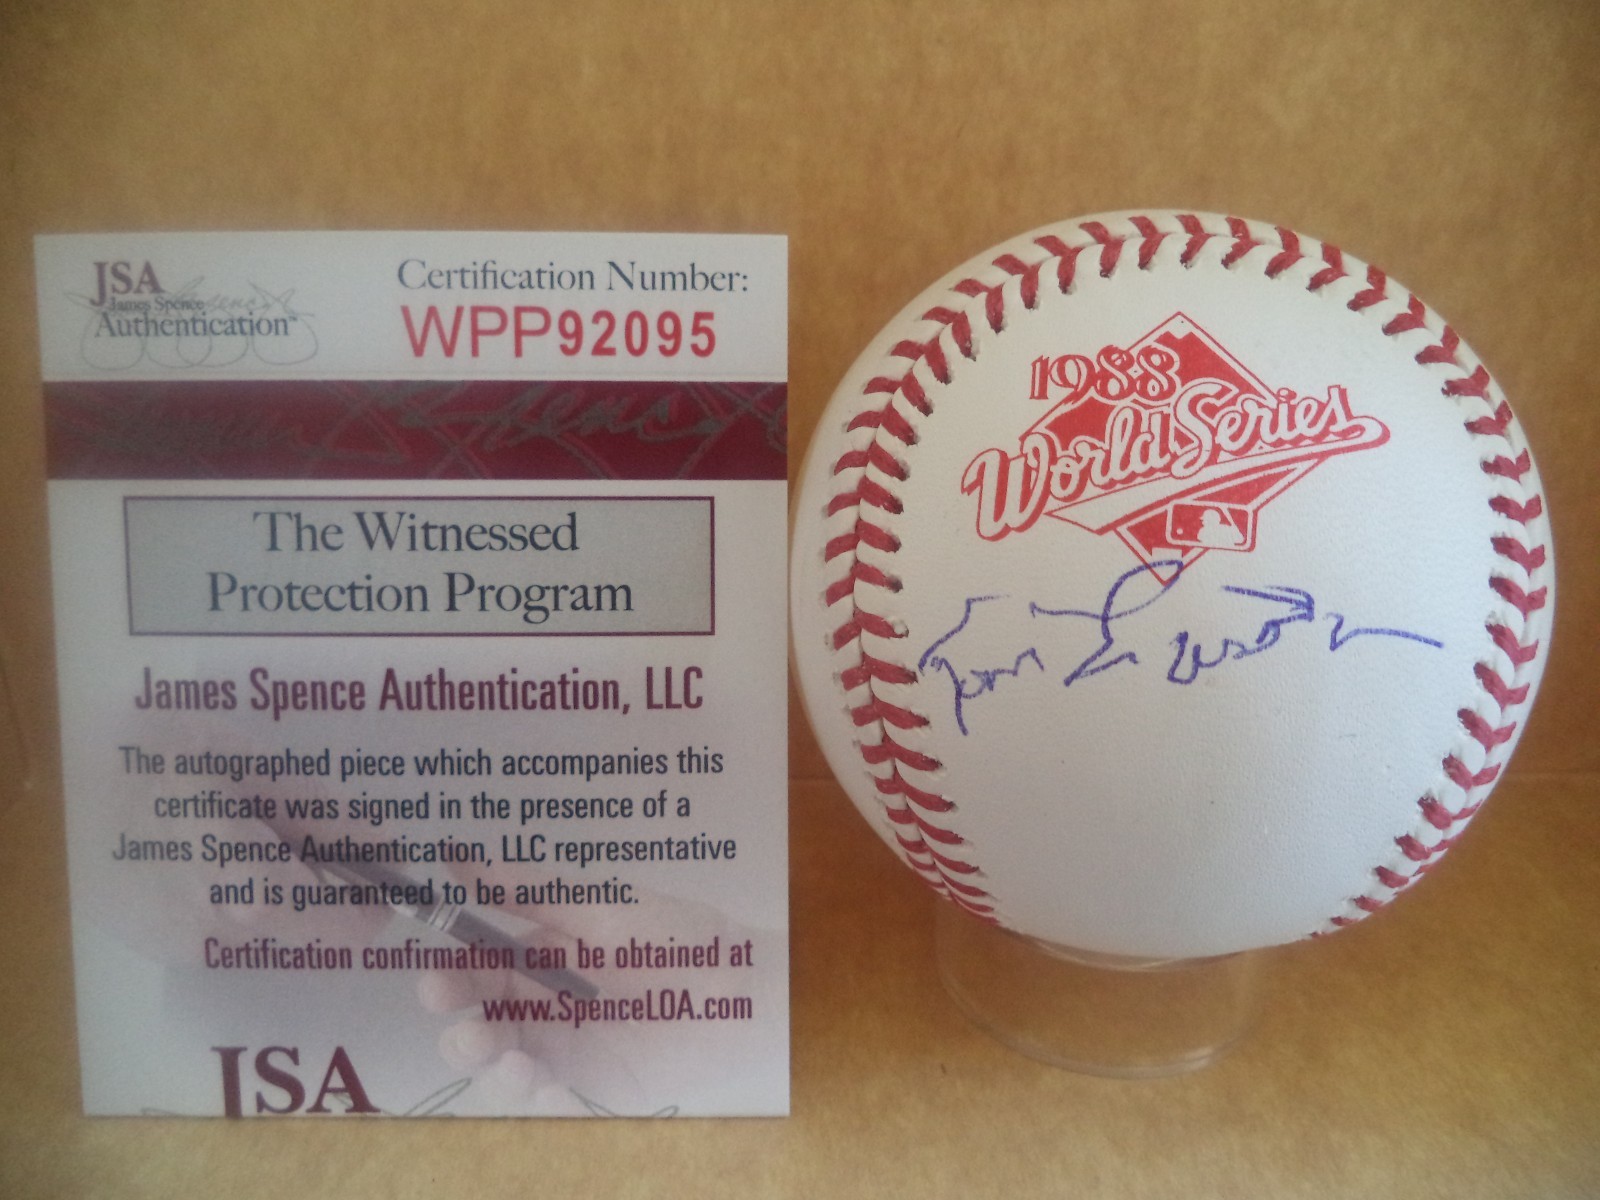 JSA
James Spence
Authentication™
Certification Number:
WPP92095
The Witnessed
Protection Program
James Spence Authentication, LLC
The autographed piece which accompanies this
certificate was signed in the presence of a
James Spence Authentication, LLC representative
and is guaranteed to be authentic.
Certification confirmation can be obtained at
www.SpenceLOA.com
JSA
1988
World Series